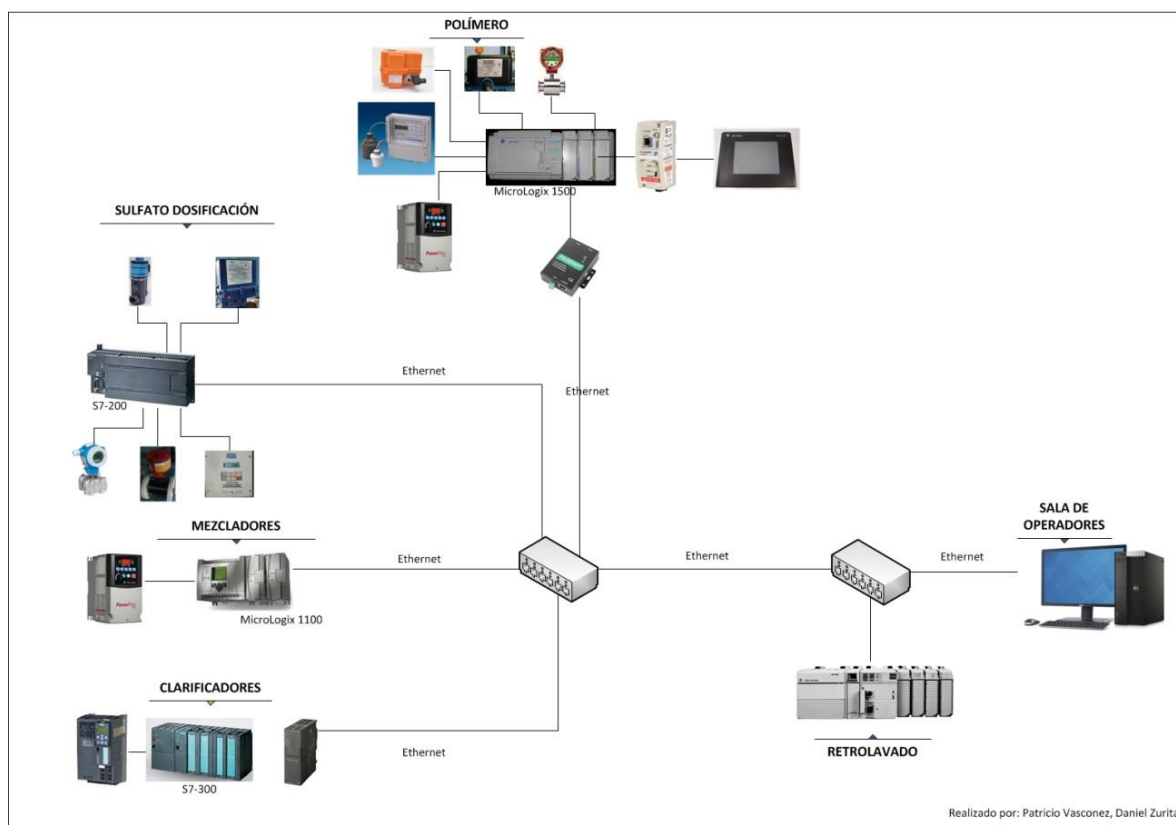 POLÍMERO
MicroLogix 1500
SULFATO DOSIFICACIÓN
Ethernet
Ethernet
S7-200
MEZCLADORES
Ethernet
MicroLogix 1100
Ethernet
SALA DE
OPERADORES
Ethernet
CLARIFICADORES
Ethernet
S7-300
RETROLAVADO
Realizado por: Patricio Vasconez, Daniel Zurita